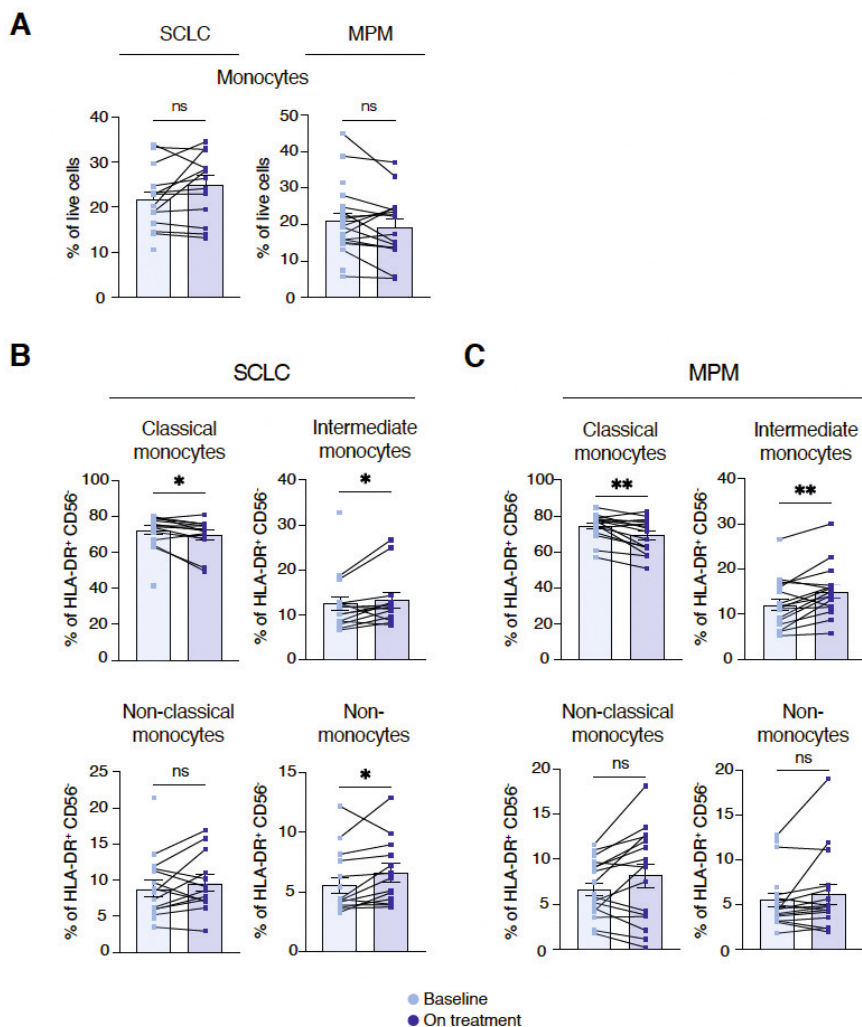 A
SCLC
MPM
Monocytes
ns
ns
% of live cells
40
30
20
10
0
% of live cells
50
40
30
20
10
0
B
SCLC
Classical
monocytes
*
% of HLA-DR⁺ CD56⁻
100
80
60
40
20
0
Intermediate
monocytes
*
% of HLA-DR⁺ CD56⁻
40
30
20
10
0
Non-classical
monocytes
ns
% of HLA-DR⁺ CD56⁻
25
20
15
10
5
0
Non-
monocytes
*
% of HLA-DR⁺ CD56⁻
15
10
5
0
C
MPM
Classical
monocytes
**
% of HLA-DR⁺ CD56⁻
100
80
60
40
20
0
Intermediate
monocytes
**
% of HLA-DR⁺ CD56⁻
40
30
20
10
0
Non-classical
monocytes
ns
% of HLA-DR⁺ CD56⁻
20
15
10
5
0
Non-
monocytes
ns
% of HLA-DR⁺ CD56⁻
20
15
10
5
0
Baseline
On treatment